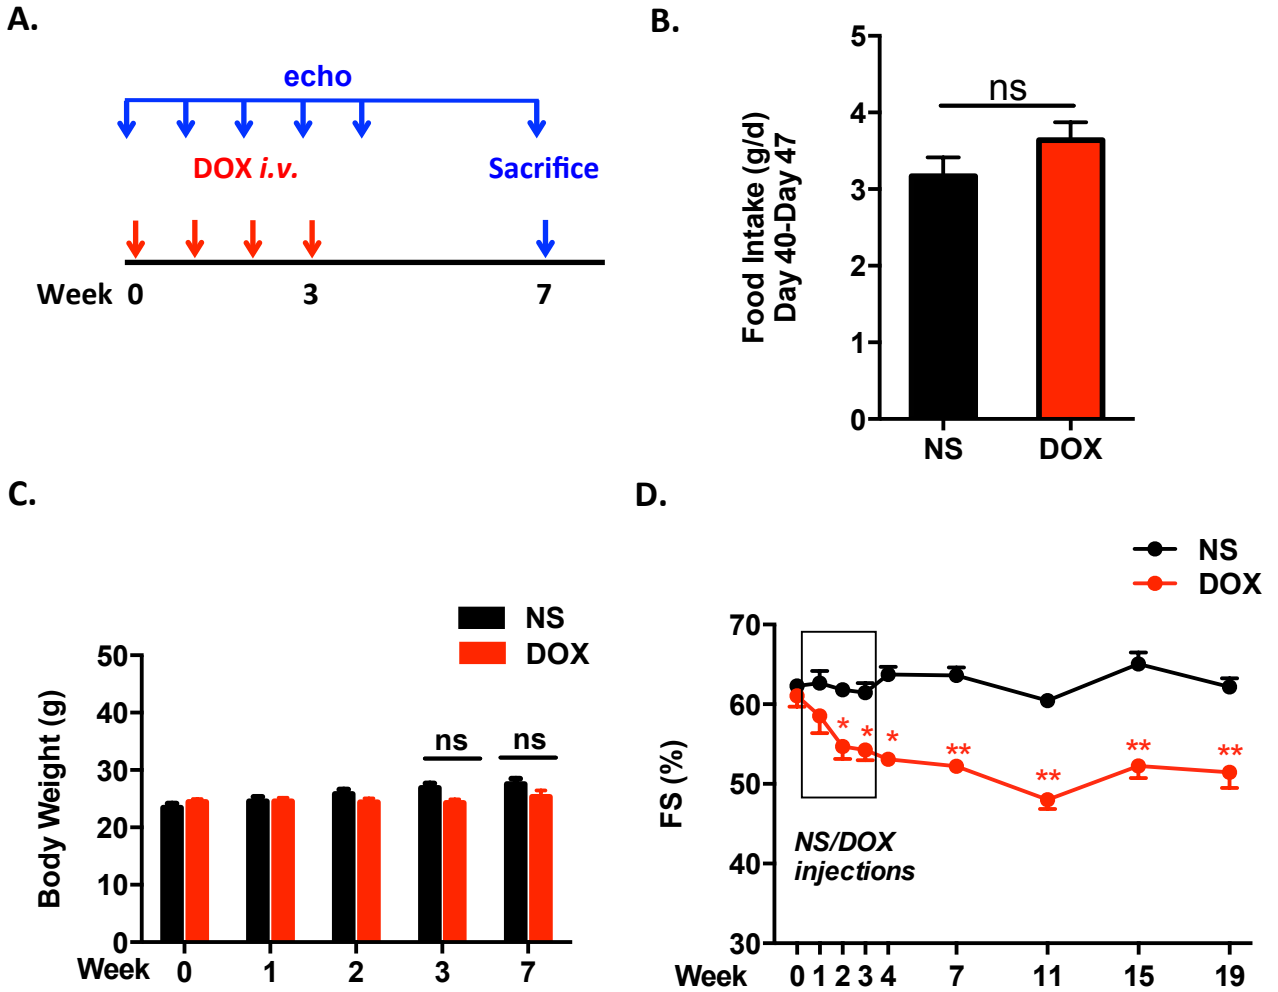 A.
echo
DOX i.v.
Sacrifice
Week 0 3 7
B.
Food Intake (g/d)
Day 40-Day 47
5
4
3
2
1
0
ns
NS DOX
C.
NS
DOX
Body Weight (g)
50
40
30
20
10
0
ns ns
Week 0 1 2 3 7
D.
NS
DOX
FS (%)
70
60
50
40
30
* * * ** ** ** **
NS/DOX
injections
Week 0 1 2 3 4 7 11 15 19